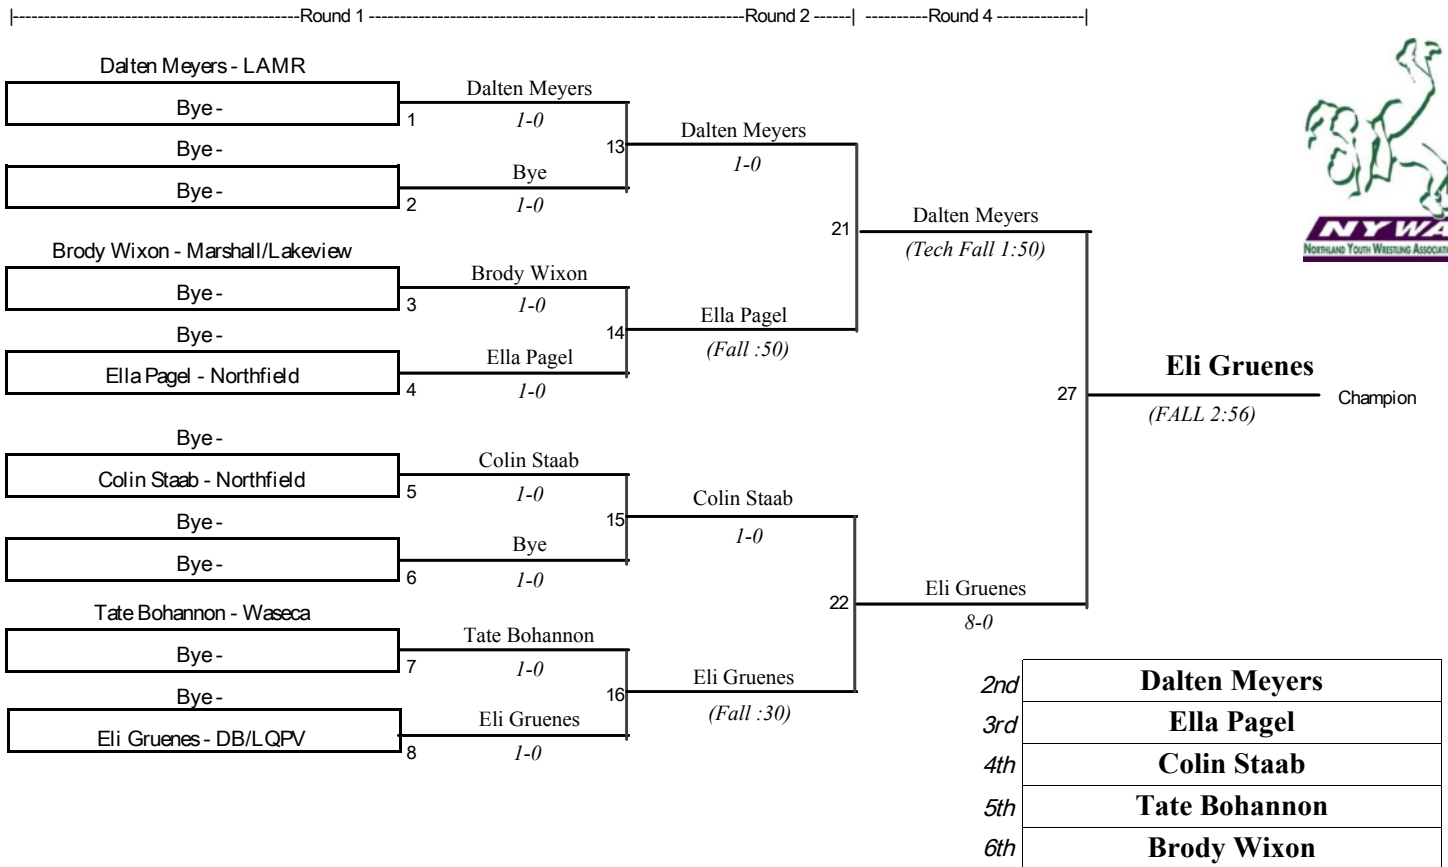 |-----------------------------------------Round 1 -------------------------------------------------------Round 2 ------| ----------Round 4 --------------|
Dalten Meyers - LAMR
Bye -
1
Dalten Meyers
1-0
Bye -
Bye -
2
Bye
1-0
13
Dalten Meyers
1-0
Brody Wixon - Marshall/Lakeview
Bye -
3
Brody Wixon
1-0
Bye -
Ella Pagel - Northfield
4
Ella Pagel
1-0
14
Ella Pagel
(Fall :50)
21
Dalten Meyers
(Tech Fall 1:50)
Bye -
Colin Staab - Northfield
5
Colin Staab
1-0
Bye -
Bye -
6
Bye
1-0
15
Colin Staab
1-0
Tate Bohannon - Waseca
Bye -
7
Tate Bohannon
1-0
Bye -
Eli Gruenes - DB/LQPV
8
Eli Gruenes
1-0
16
Eli Gruenes
(Fall :30)
22
Eli Gruenes
8-0
27
Eli Gruenes
(FALL 2:56)
Champion
NYWA
NORTHLAND YOUTH WRESTLING
2nd Dalten Meyers
3rd Ella Pagel
4th Colin Staab
5th Tate Bohannon
6th Brody Wixon